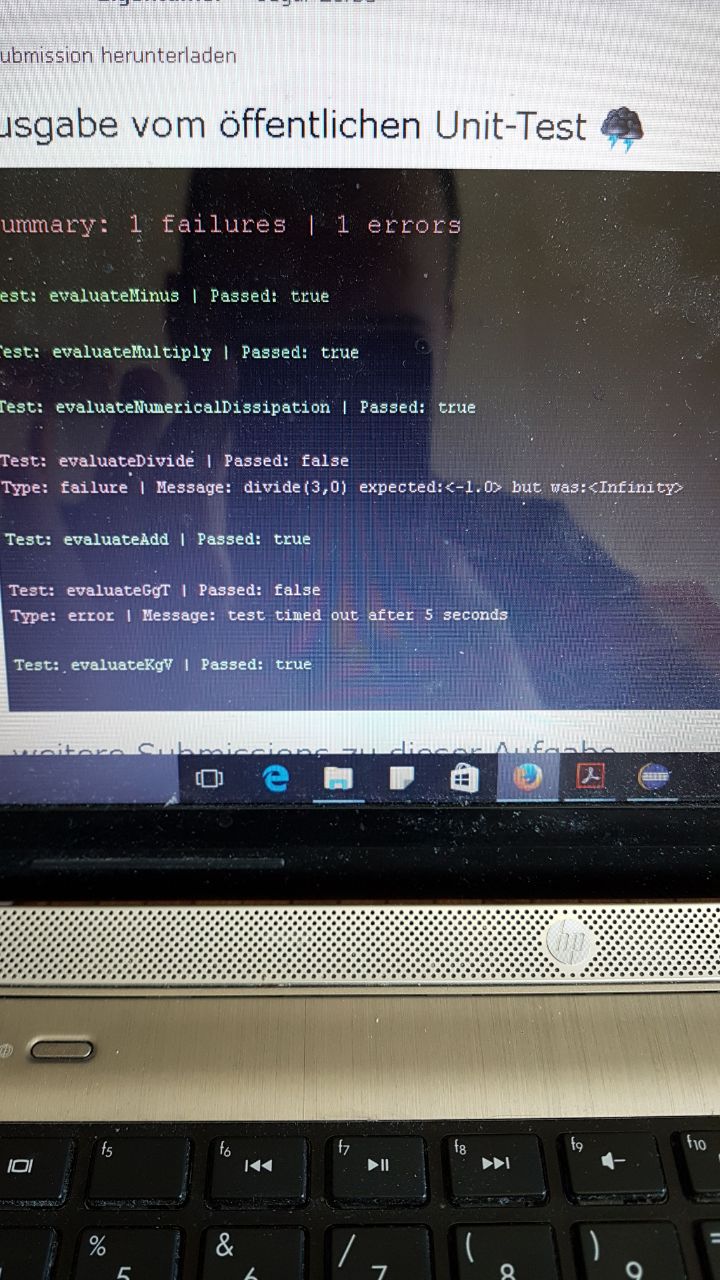 ubmission herunterladen
usgabe vom öffentlichen Unit-Test
ummary: 1 failures | 1 errors
est: evaluateMinus | Passed: true
Test: evaluateMultiply | Passed: true
Test: evaluateNumericalDissipation | Passed: true
Test: evaluateDivide | Passed: false
Type: failure | Message: divide(3,0) expected:<-1.0> but was:<Infinity>
Test: evaluateAdd | Passed: true
Test: evaluateGgT | Passed: false
Type: error | Message: test timed out after 5 seconds
Test: evaluateKgV | Passed: true
weitere Submissions zu dieser Aufgabe
hp
f5 f6 f7 f8 f9 f10
% & / ( ) =
5 6 7 8 9